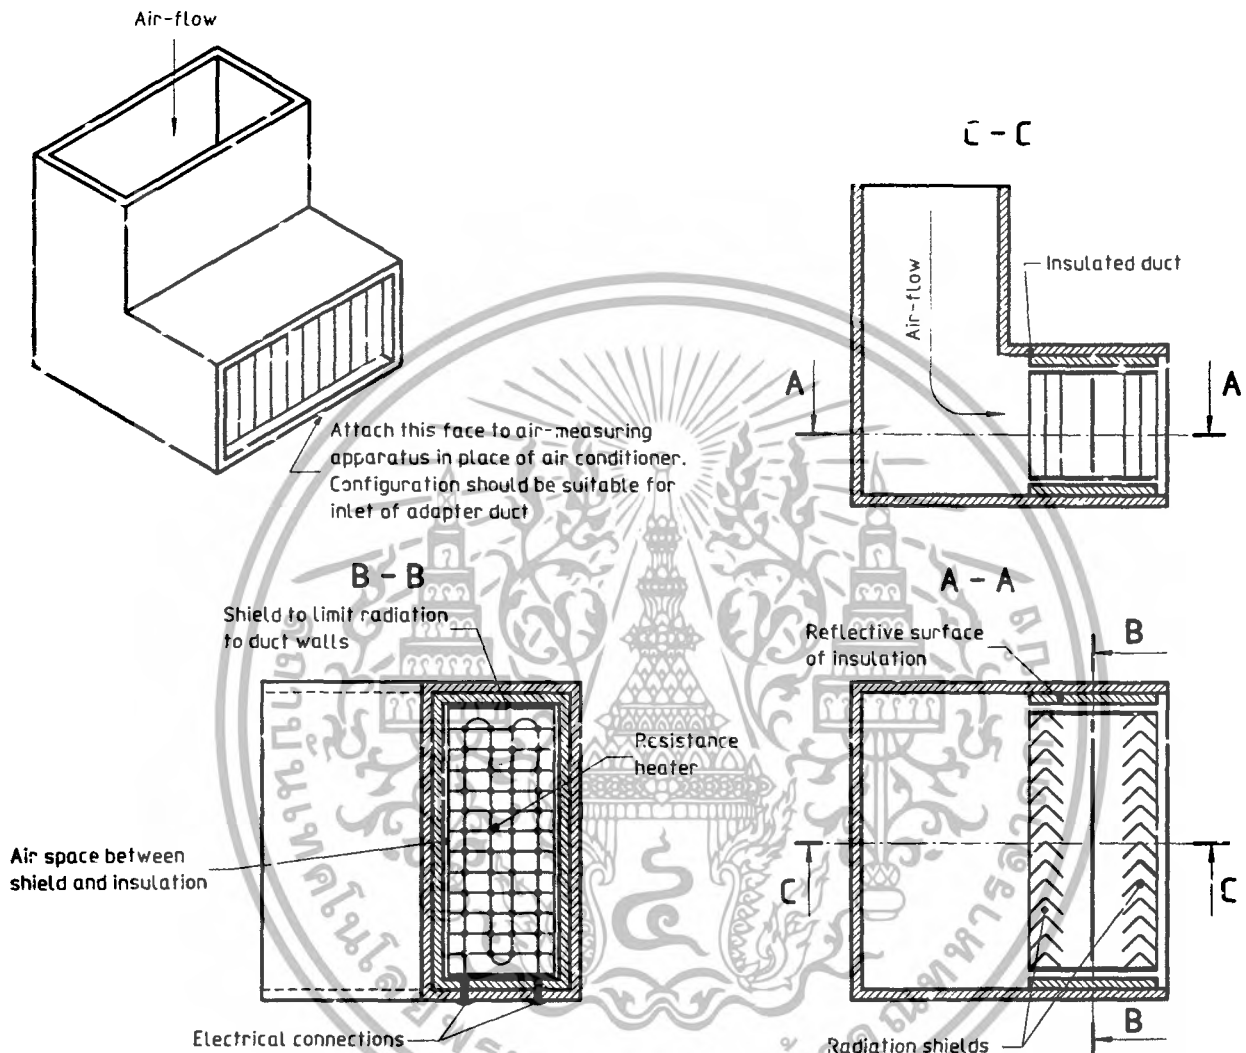 Air-flow
C - C
Insulated duct
Air-flow
A
A
Attach this face to air-measuring
apparatus in place of air conditioner.
Configuration should be suitable for
inlet of adapter duct
B - B
A - A
Shield to limit radiation
to duct walls
Reflective surface
of insulation
B
Resistance
heater
Air space between
shield and insulation
C
C
Electrical connections
Radiation shields
B